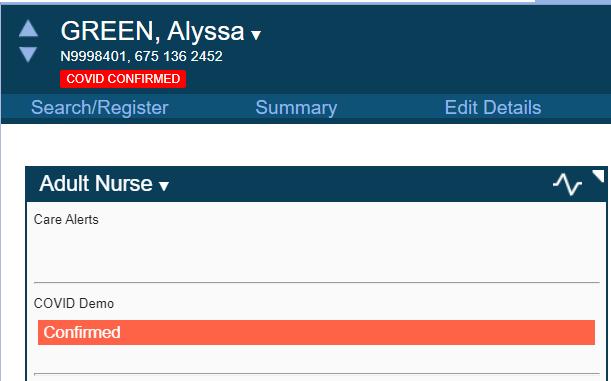 GREEN, Alyssa
N9998401, 675 136 2452
COVID CONFIRMED
Search/Register Summary Edit Details
Adult Nurse
Care Alerts
COVID Demo
Confirmed